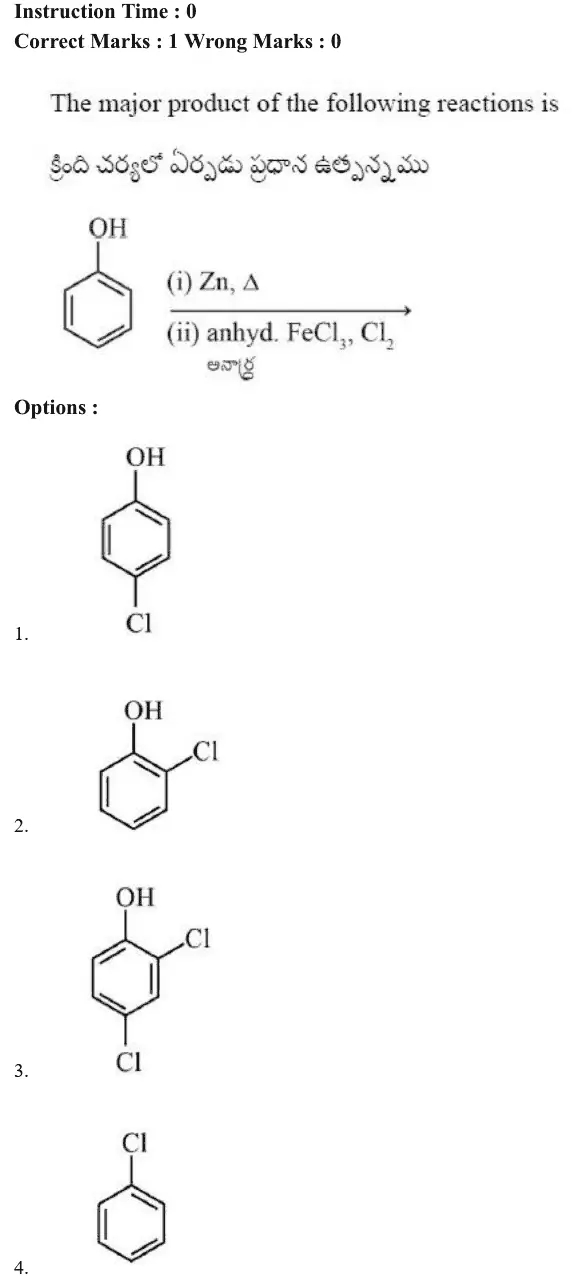 Instruction Time : 0
Correct Marks : 1 Wrong Marks : 0
The major product of the following reactions is
క్రింది చర్యలో ఏర్పడు ప్రధాన ఉత్పన్నము
OH
(i) Zn, Δ
(ii) anhyd. FeCl₃, Cl₂
అనార్ద్ర
Options :
OH
Cl
1.
OH
Cl
2.
OH
Cl
Cl
3.
Cl
4.